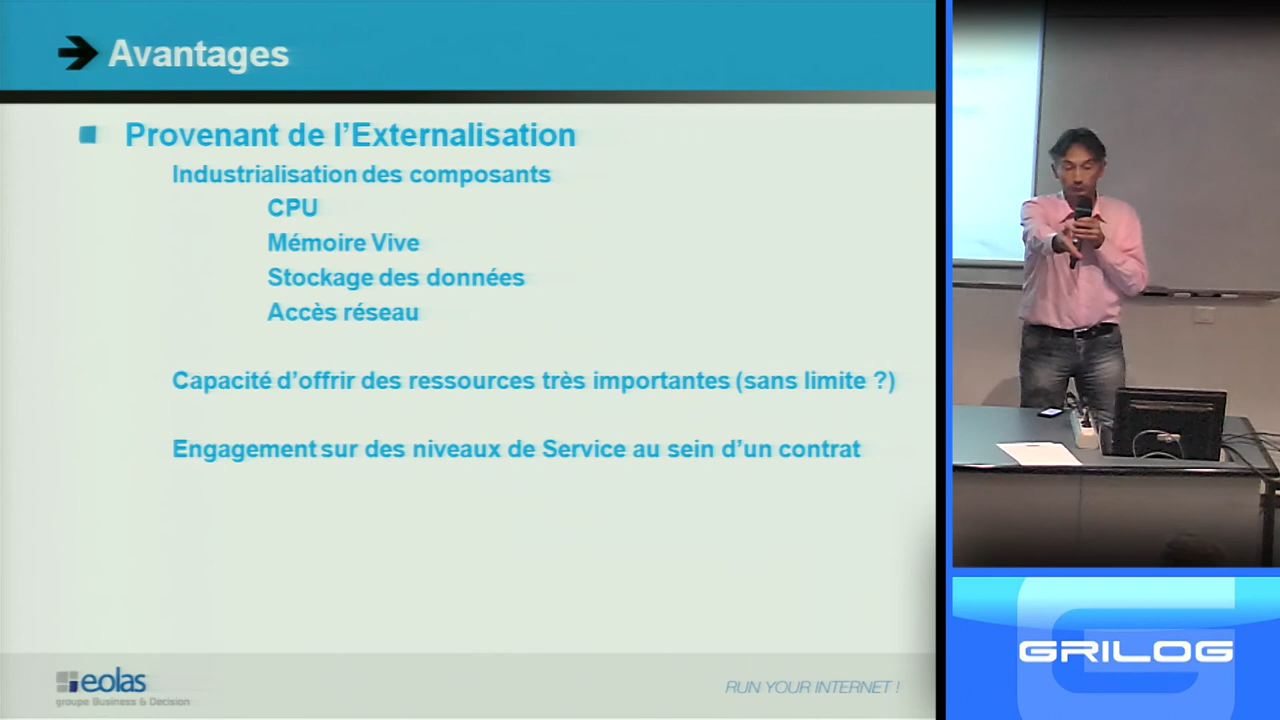 Avantages
Provenant de l'Externalisation
Industrialisation des composants
CPU
Mémoire Vive
Stockage des données
Accès réseau
Capacité d'offrir des ressources très importantes (sans limite ?)
Engagement sur des niveaux de Service au sein d'un contrat
eolas
groupe Business & Decision
RUN YOUR INTERNET !
GRILOG